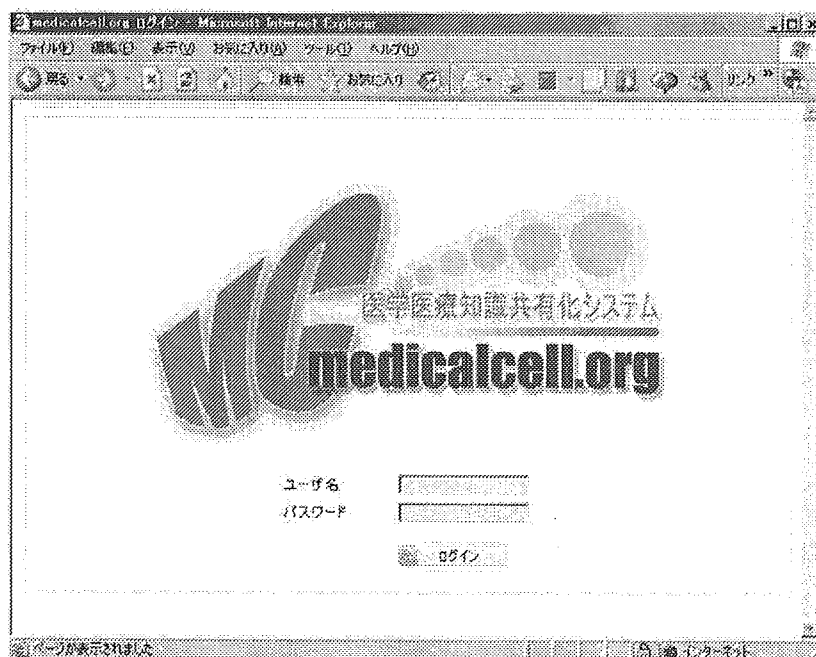 medicalcell.org ログイン - Microsoft Internet Explorer
ファイル(F) 編集(E) 表示(V) お気に入り(A) ツール(T) ヘルプ(H)
戻る 検索 お気に入り リンク »
MC
医学医療知識共有化システム
medicalcell.org
ユーザ名
パスワード
ログイン
ページが表示されました インターネット